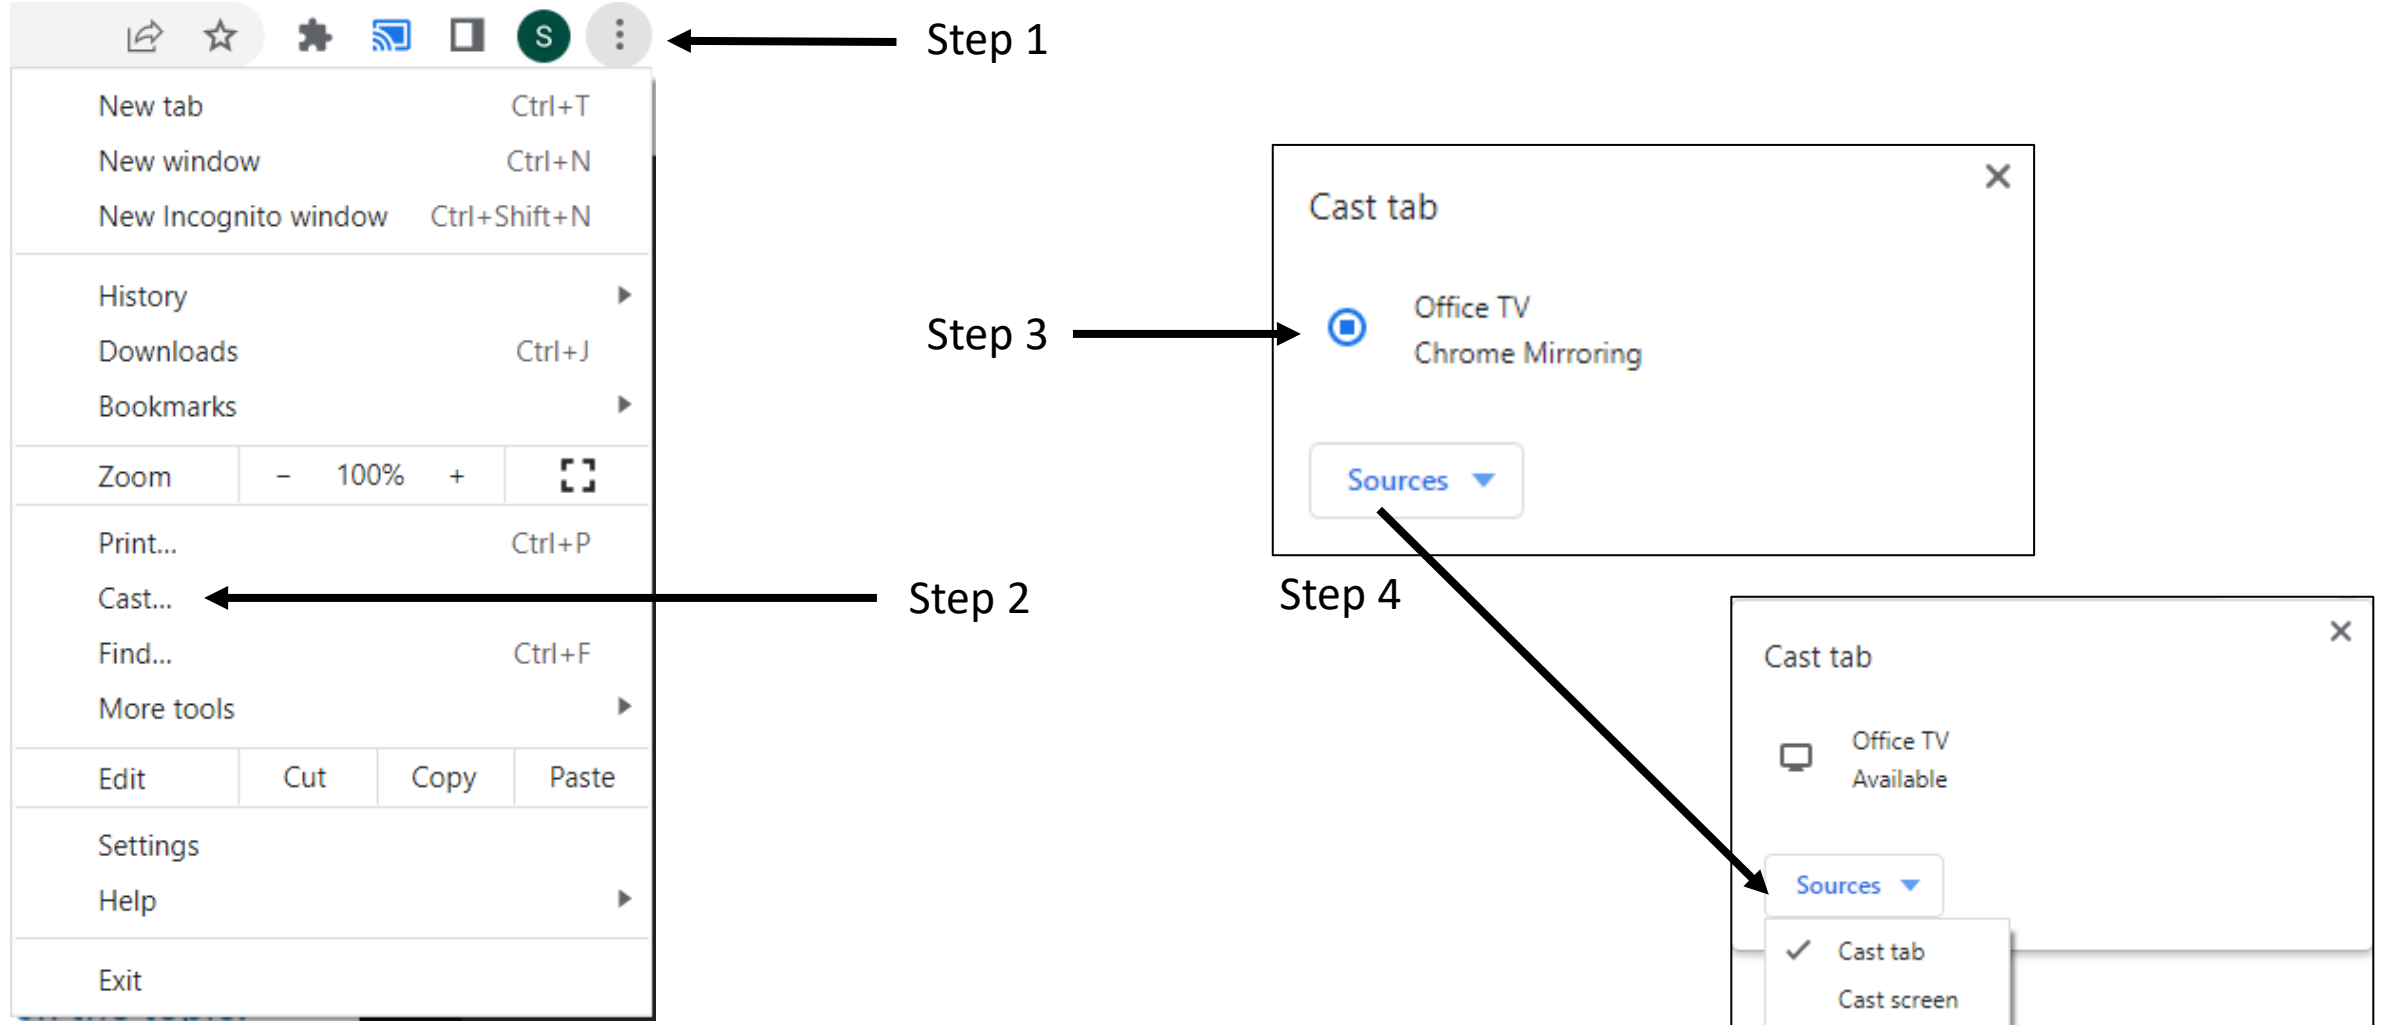 S
Step 1
New tab Ctrl+T
New window Ctrl+N
New Incognito window Ctrl+Shift+N
History
Downloads Ctrl+J
Bookmarks
Zoom - 100% +
Print... Ctrl+P
Cast...
Step 2
Find... Ctrl+F
More tools
Edit Cut Copy Paste
Settings
Help
Exit
Step 3
Cast tab
Office TV
Chrome Mirroring
Sources
Step 4
Cast tab
Office TV
Available
Sources
Cast tab
Cast screen